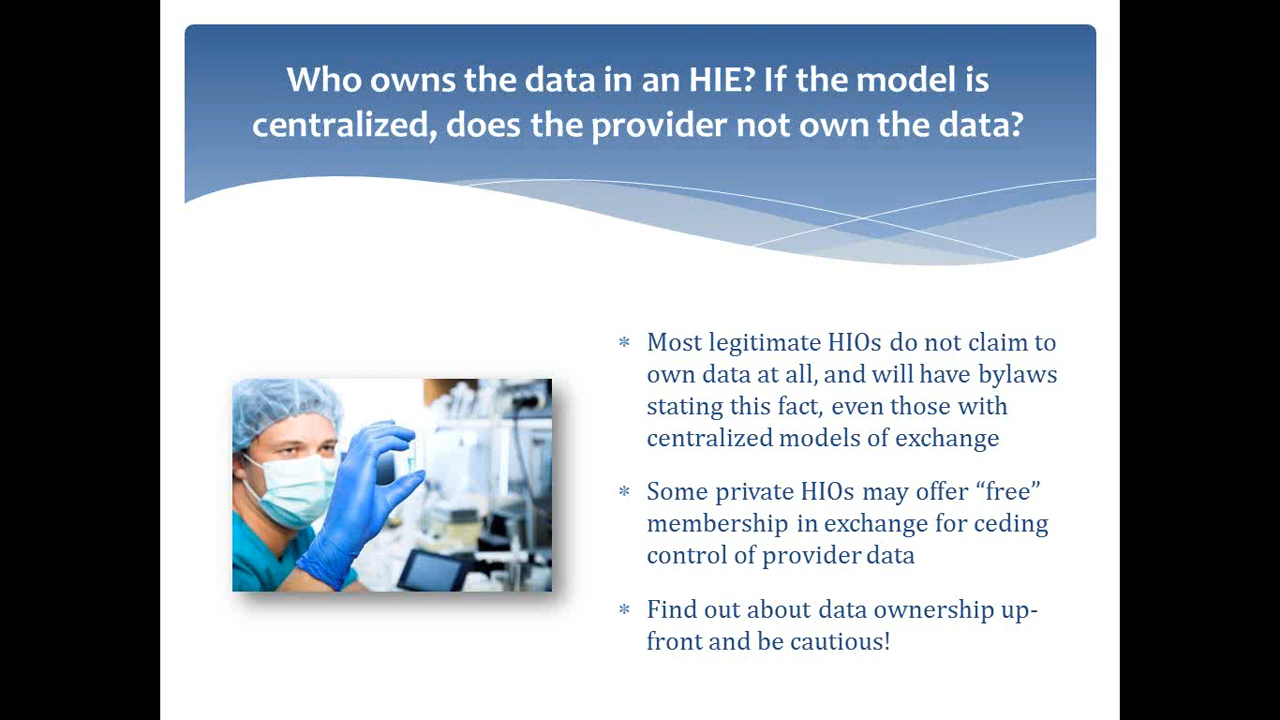 Who owns the data in an HIE? If the model is
centralized, does the provider not own the data?
* Most legitimate HIOs do not claim to
own data at all, and will have bylaws
stating this fact, even those with
centralized models of exchange
* Some private HIOs may offer “free”
membership in exchange for ceding
control of provider data
* Find out about data ownership up-
front and be cautious!